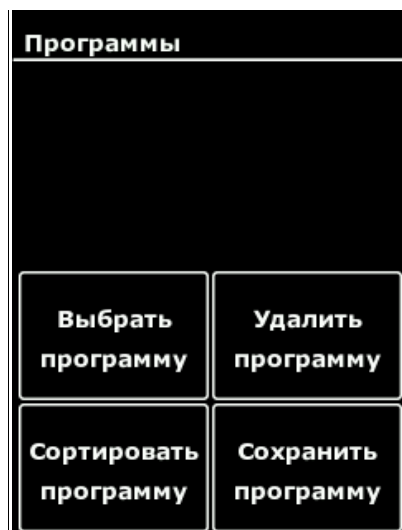 Программы
Выбрать
программу
Удалить
программу
Сортировать
программу
Сохранить
программу